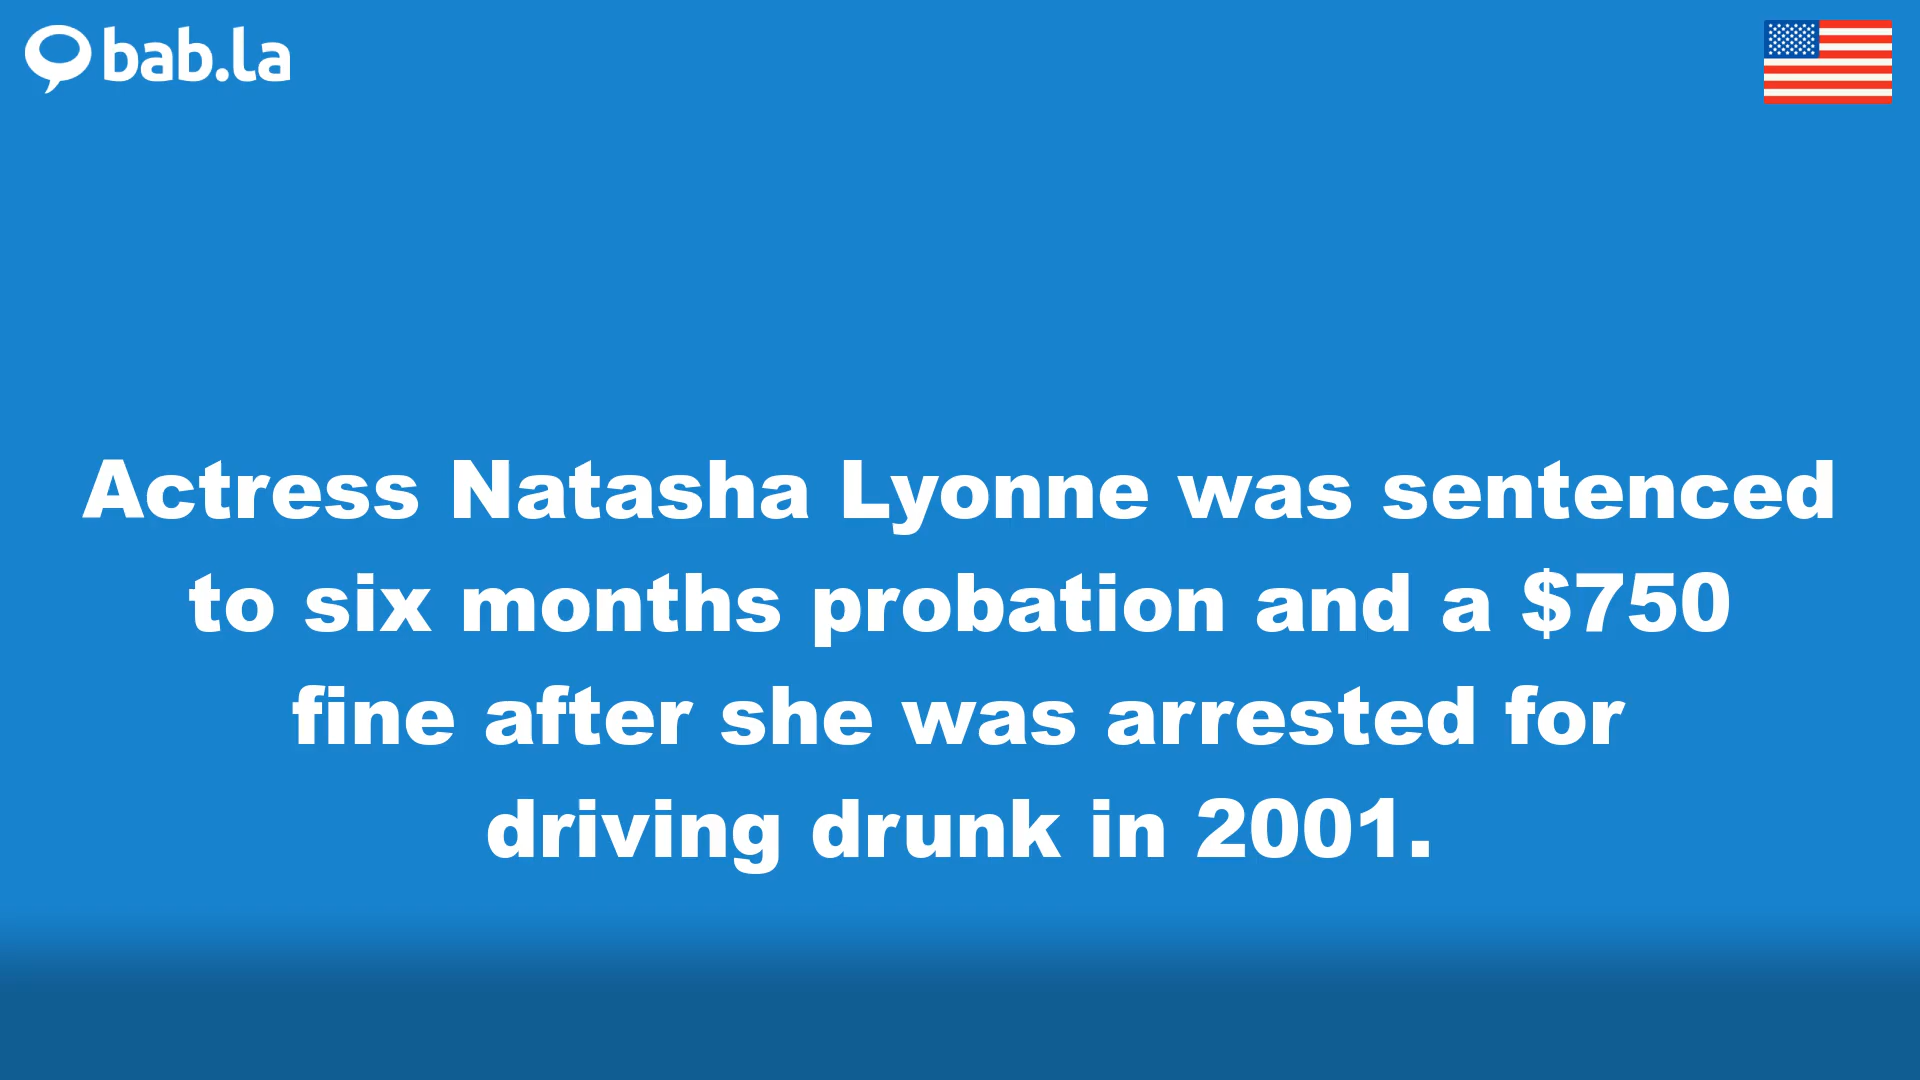 bab.la
Actress Natasha Lyonne was sentenced
to six months probation and a $750
fine after she was arrested for
driving drunk in 2001.